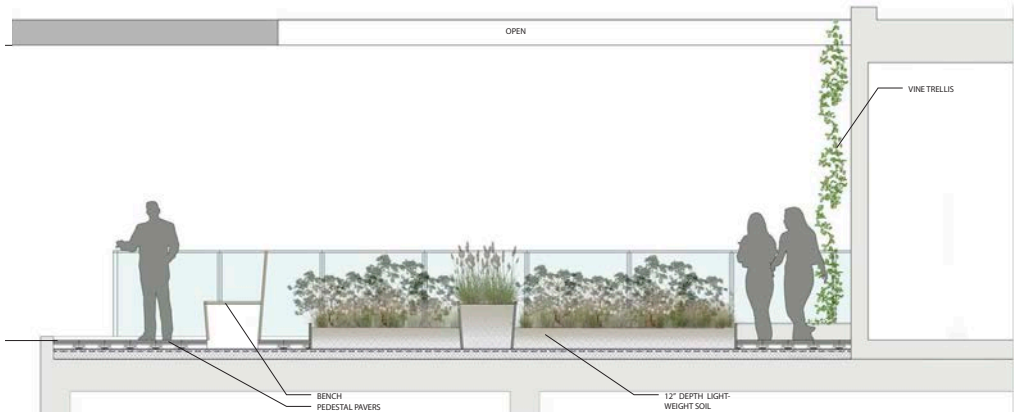 OPEN
VINE TRELLIS
BENCH
PEDESTAL PAVERS
12" DEPTH LIGHT-
WEIGHT SOIL